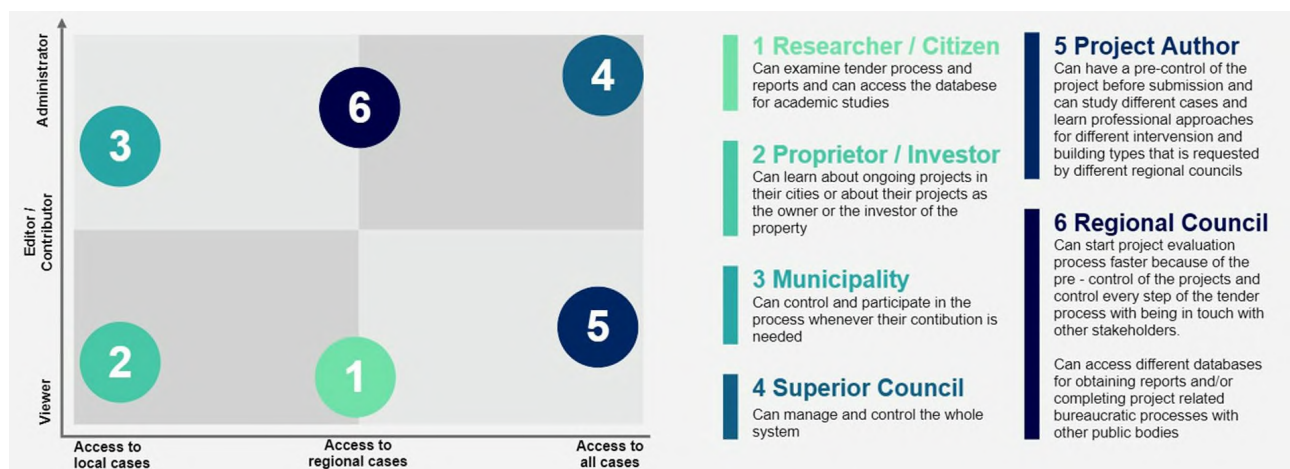 Administrator
Editor /
Contributor
Viewer
4
6
3
5
2
1
Access to
local cases
Access to
regional cases
Access to
all cases
1 Researcher / Citizen
Can examine tender process and
reports and can access the databese
for academic studies
2 Proprietor / Investor
Can learn about ongoing projects in
their cities or about their projects as
the owner or the investor of the
property
3 Municipality
Can control and participate in the
process whenever their contibution is
needed
4 Superior Council
Can manage and control the whole
system
5 Project Author
Can have a pre-control of the
project before submission and
can study different cases and
learn professional approaches
for different intervention and
building types that is requested
by different regional councils
6 Regional Council
Can start project evaluation
process faster because of the
pre - control of the projects and
control every step of the tender
process with being in touch with
other stakeholders.
Can access different databases
for obtaining reports and/or
completing project related
bureaucratic processes with
other public bodies